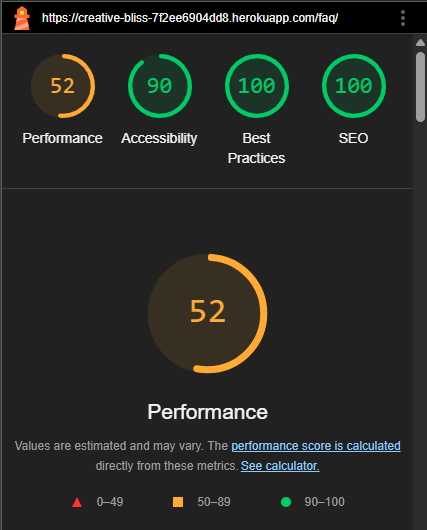 https://creative-bliss-7f2ee6904dd8.herokuapp.com/faq/
52 90 100 100
Performance Accessibility Best Practices SEO
52
Performance
Values are estimated and may vary. The performance score is calculated
directly from these metrics. See calculator.
0–49 50–89 90–100